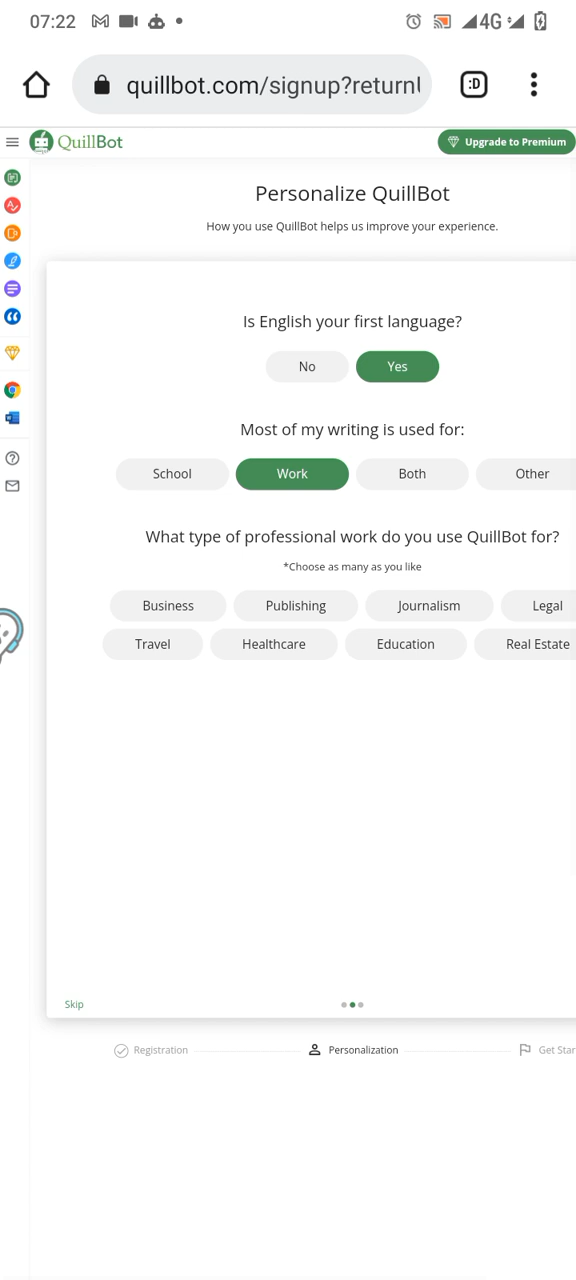 07:22 4G
quillbot.com/signup?return :D
QuillBot Upgrade to Premium
Personalize QuillBot
How you use QuillBot helps us improve your experience.
Is English your first language?
No Yes
Most of my writing is used for:
School Work Both Other
What type of professional work do you use QuillBot for?
*Choose as many as you like
Business Publishing Journalism Legal
Travel Healthcare Education Real Estate
Skip
Registration Personalization Get Star